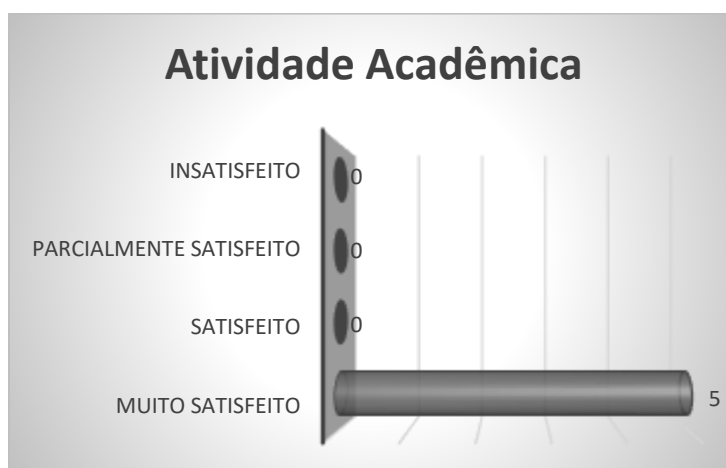 Atividade Acadêmica
INSATISFEITO 0
PARCIALMENTE SATISFEITO 0
SATISFEITO 0
MUITO SATISFEITO 5